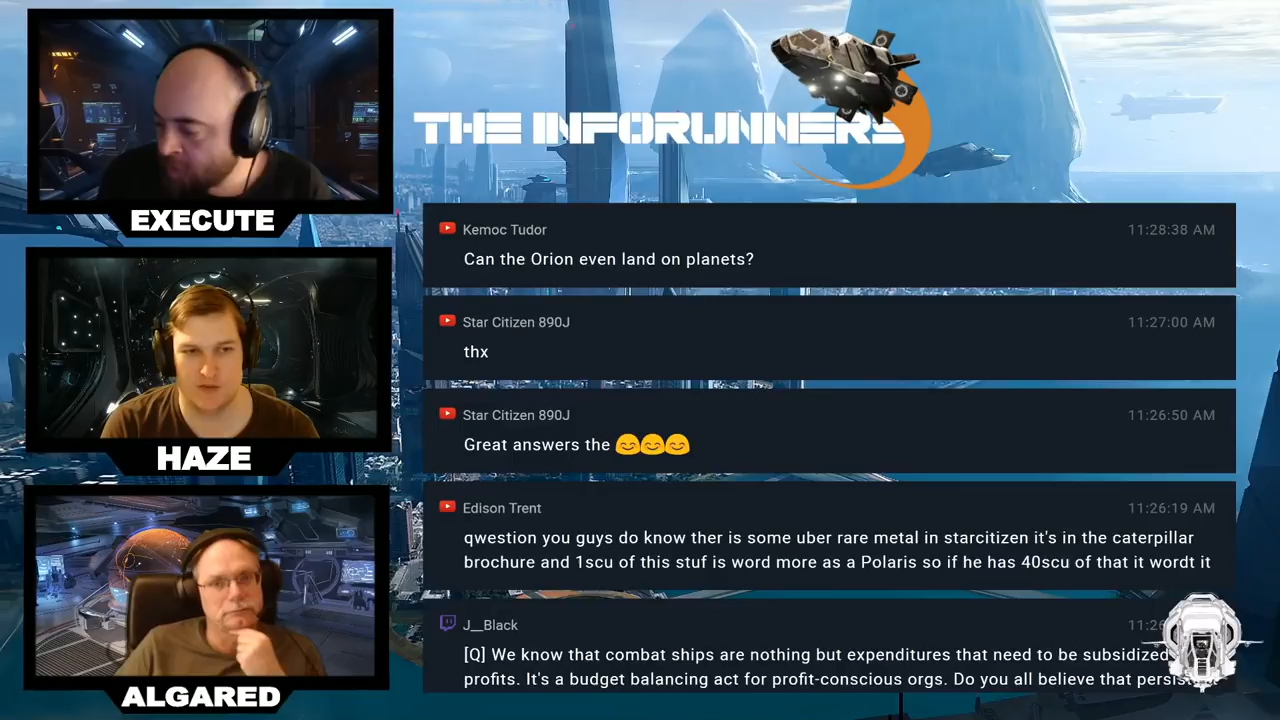 THE INFORUNNERS
EXECUTE
HAZE
ALGARED
Kemoc Tudor 11:28:38 AM
Can the Orion even land on planets?
Star Citizen 890J 11:27:00 AM
thx
Star Citizen 890J 11:26:50 AM
Great answers the 😊😊😊
Edison Trent 11:26:19 AM
qwestion you guys do know ther is some uber rare metal in starcitizen it's in the caterpillar
brochure and 1scu of this stuf is word more as a Polaris so if he has 40scu of that it wordt it
J__Black
[Q] We know that combat ships are nothing but expenditures that need to be subsidized
profits. It's a budget balancing act for profit-conscious orgs. Do you all believe that